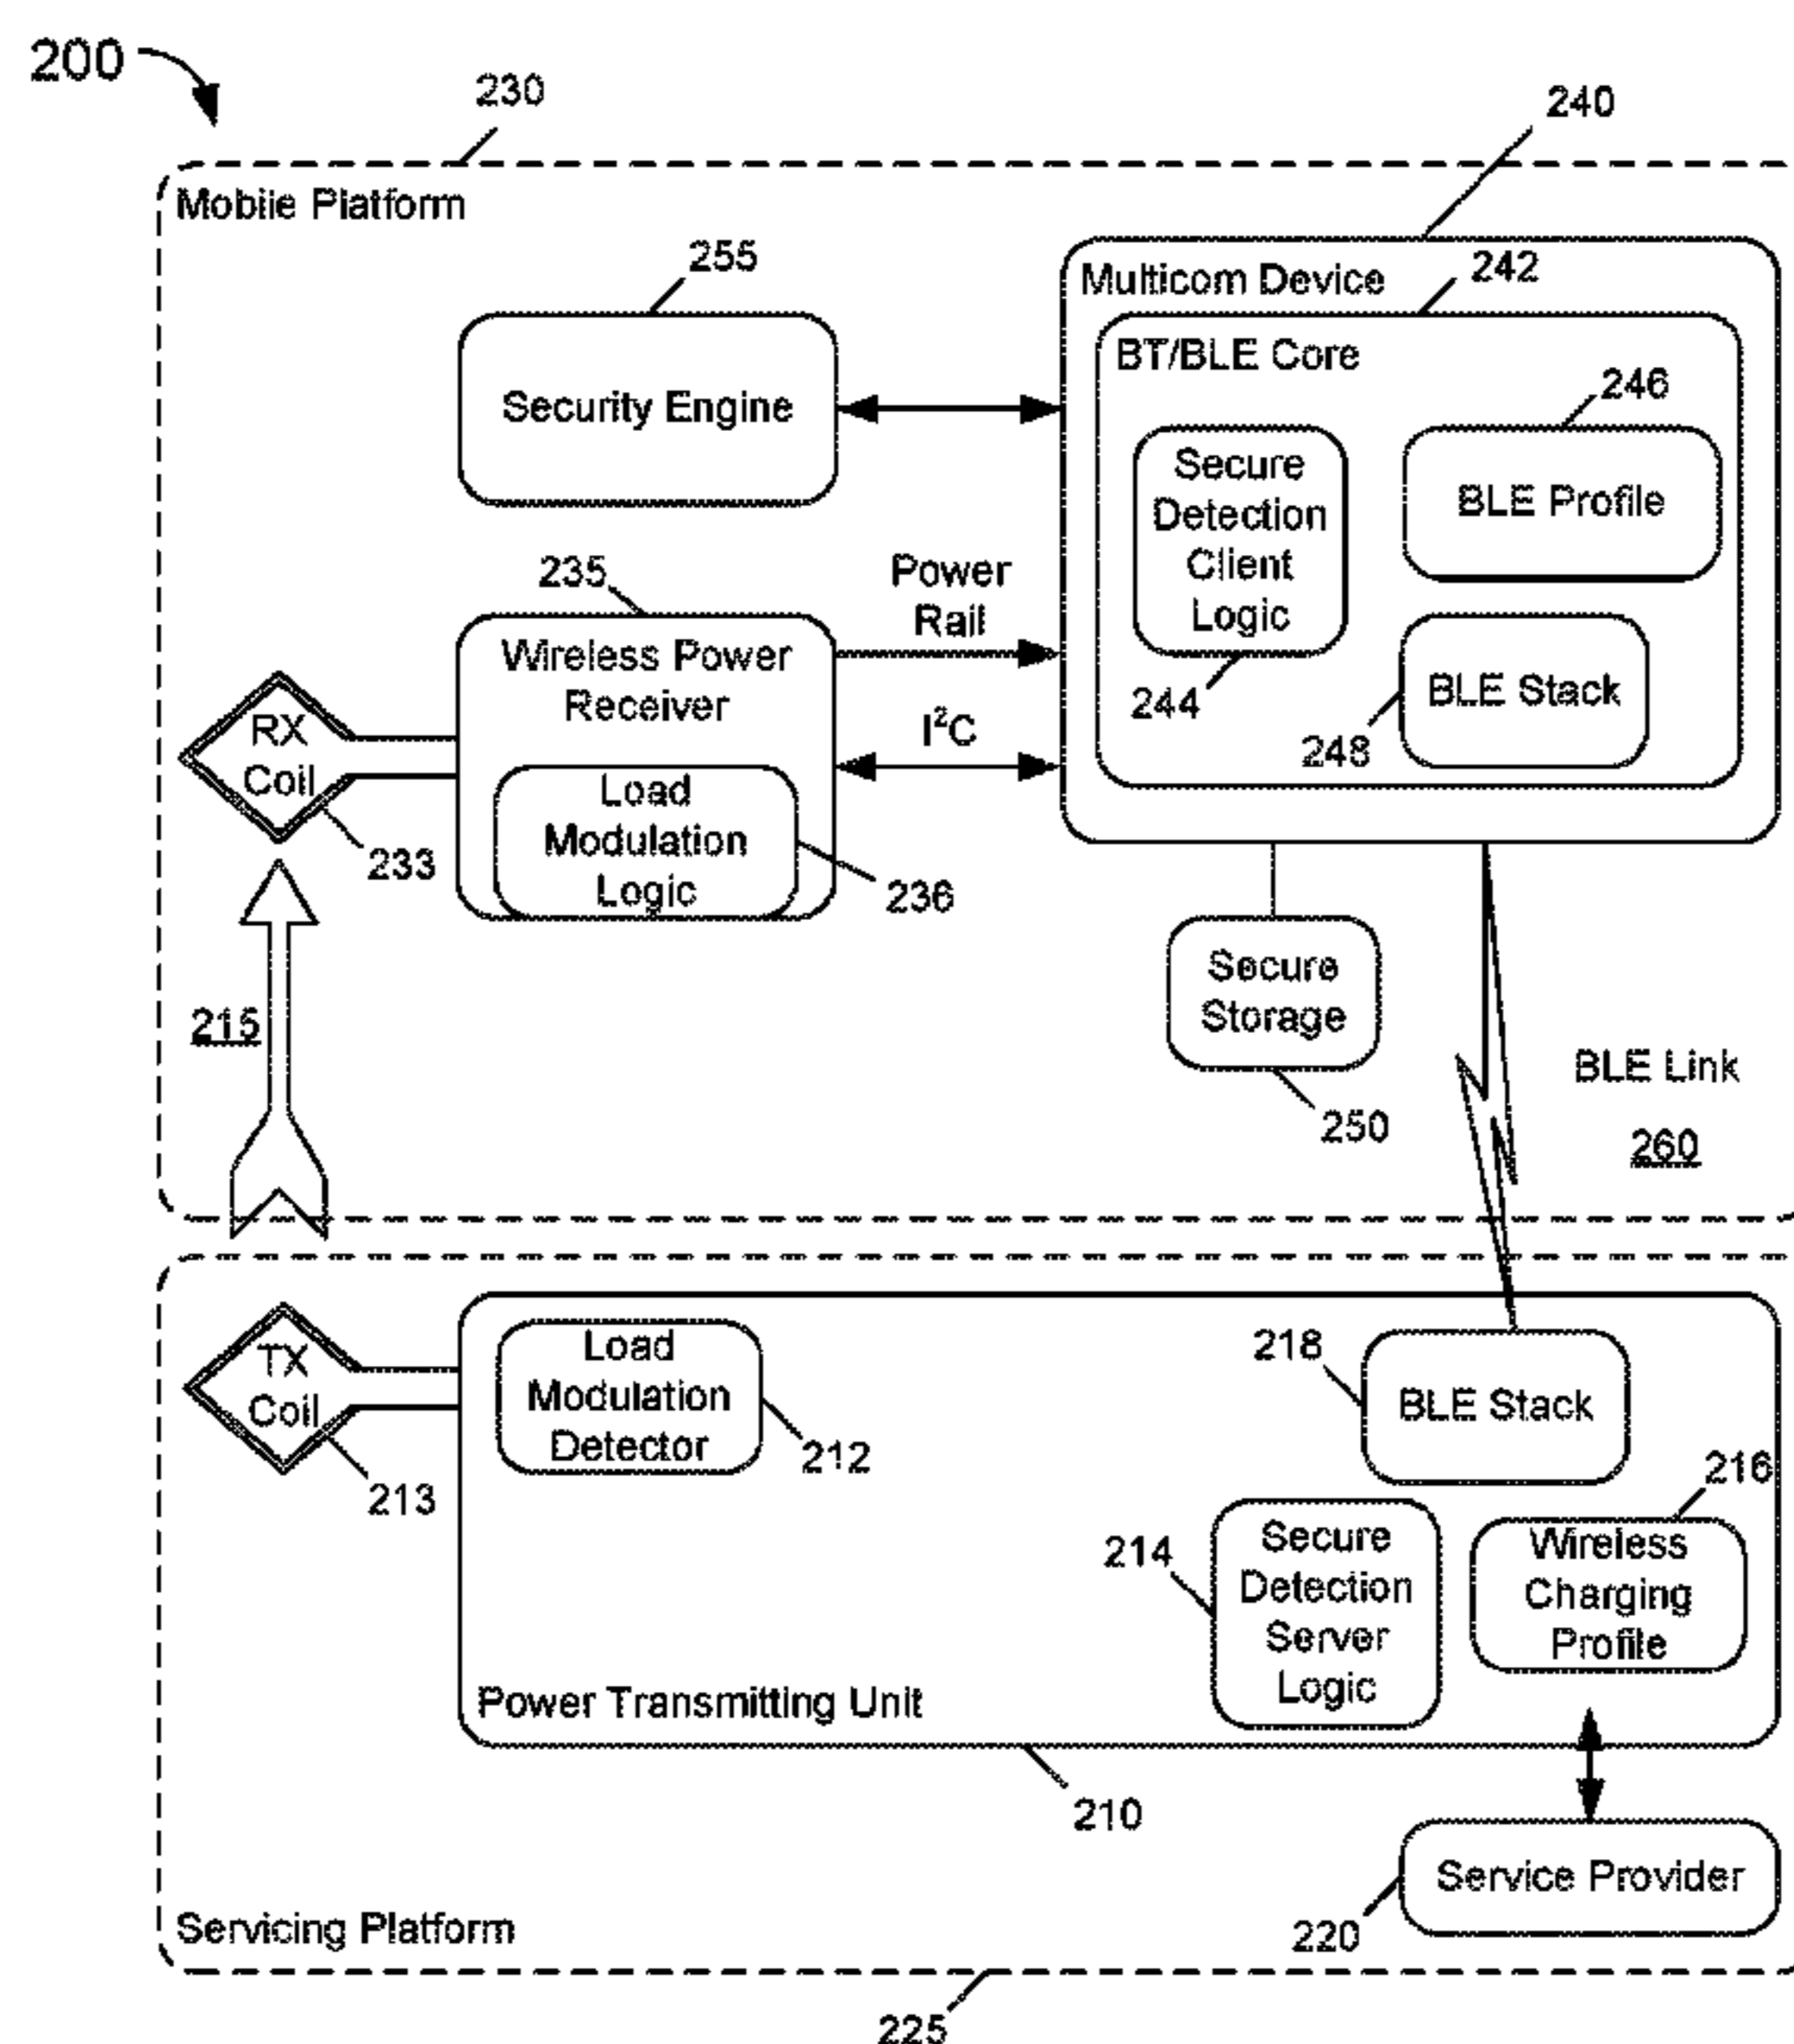 200
230
240
Mobile Platform
255
Multicom Device
242
BT/BLE Core
246
Security Engine
Secure
Detection
Client
Logic
BLE Profile
235
Power
Rail
Wireless Power
Receiver
244
BLE Stack
248
RX
Coil
I²C
Load
Modulation
Logic
233
236
Secure
Storage
215
BLE Link
250
260
TX
Coil
Load
Modulation
Detector
218
BLE Stack
212
216
213
Secure
Detection
Server
Logic
214
Wireless
Charging
Profile
Power Transmitting Unit
210
Service Provider
Servicing Platform
220
225